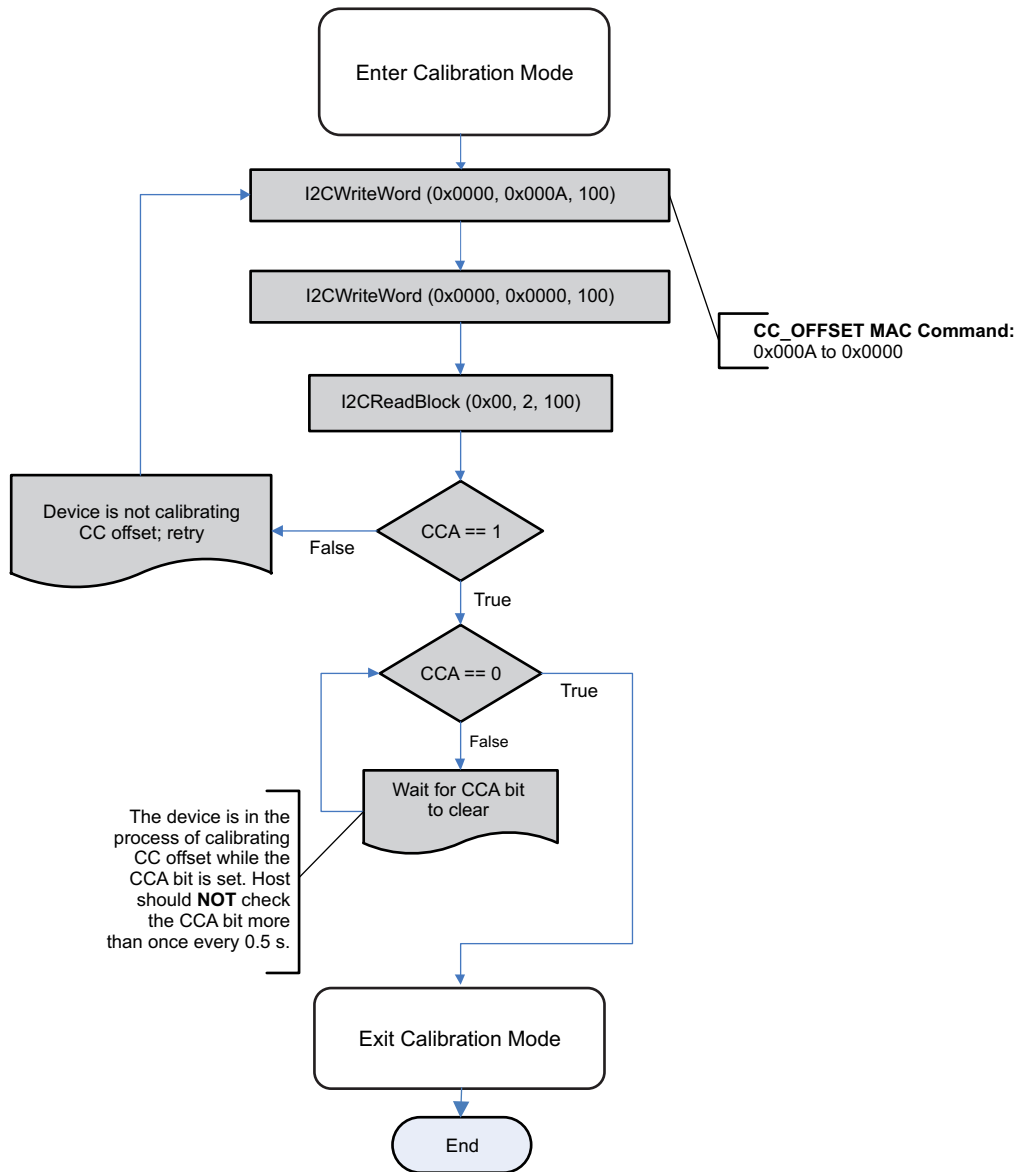 Enter Calibration Mode
I2CWriteWord (0x0000, 0x000A, 100)
I2CWriteWord (0x0000, 0x0000, 100)
CC_OFFSET MAC Command:
0x000A to 0x0000
I2CReadBlock (0x00, 2, 100)
Device is not calibrating
CC offset; retry
CCA == 1
False
True
CCA == 0
True
False
Wait for CCA bit
to clear
The device is in the
process of calibrating
CC offset while the
CCA bit is set. Host
should NOT check
the CCA bit more
than once every 0.5 s.
Exit Calibration Mode
End